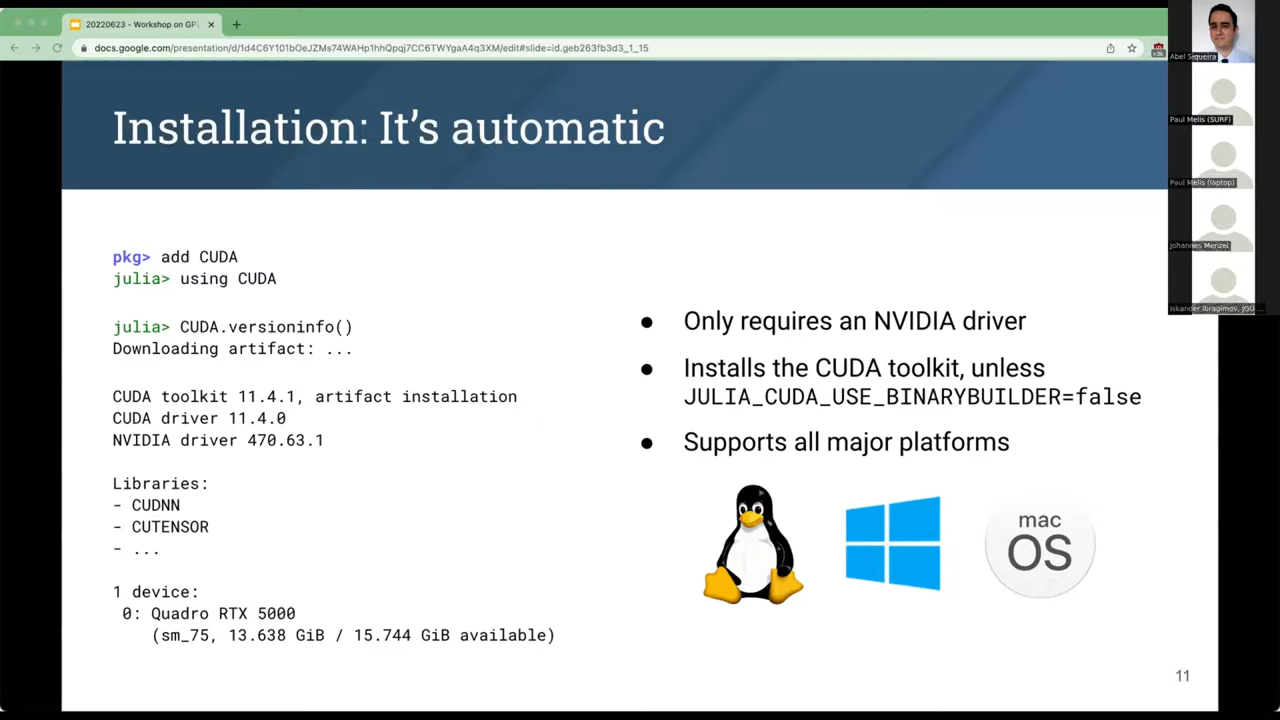 20220623 - Workshop on GPU
docs.google.com/presentation/d/1d4C6Y101bOeJZMs74WAHp1hhQpqj7CC6TWYgaA4q3XM/edit#slide=id.geb263fb3d3_1_15
Abel Siqueira
Paul Melis (SURF)
Paul Melis (laptop)
Johannes Menzel
Iskander Ibragimov, JGU ...
Installation: It's automatic
pkg> add CUDA
julia> using CUDA
julia> CUDA.versioninfo()
Downloading artifact: ...
CUDA toolkit 11.4.1, artifact installation
CUDA driver 11.4.0
NVIDIA driver 470.63.1
Libraries:
- CUDNN
- CUTENSOR
- ...
1 device:
0: Quadro RTX 5000
(sm_75, 13.638 GiB / 15.744 GiB available)
● Only requires an NVIDIA driver
● Installs the CUDA toolkit, unless
JULIA_CUDA_USE_BINARYBUILDER=false
● Supports all major platforms
mac
OS
11